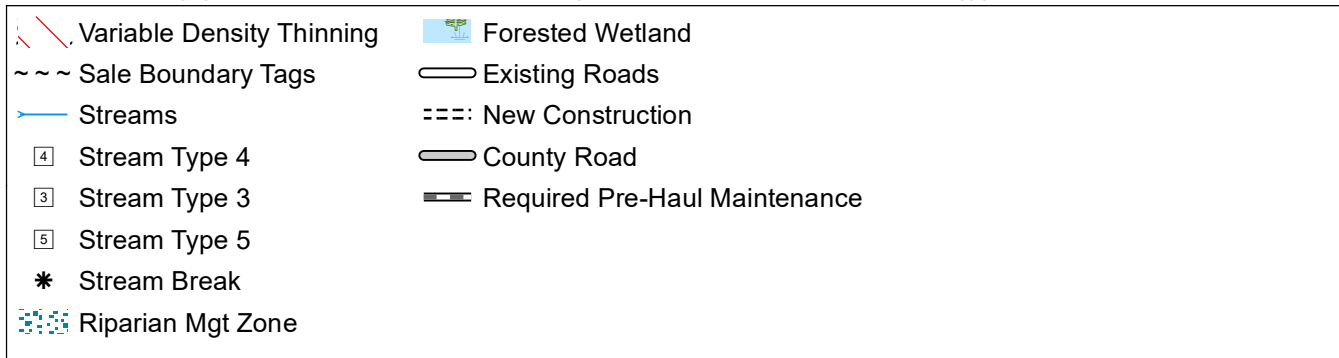 Variable Density Thinning
Sale Boundary Tags
Streams
4 Stream Type 4
3 Stream Type 3
5 Stream Type 5
Stream Break
Riparian Mgt Zone
Forested Wetland
Existing Roads
New Construction
County Road
Required Pre-Haul Maintenance